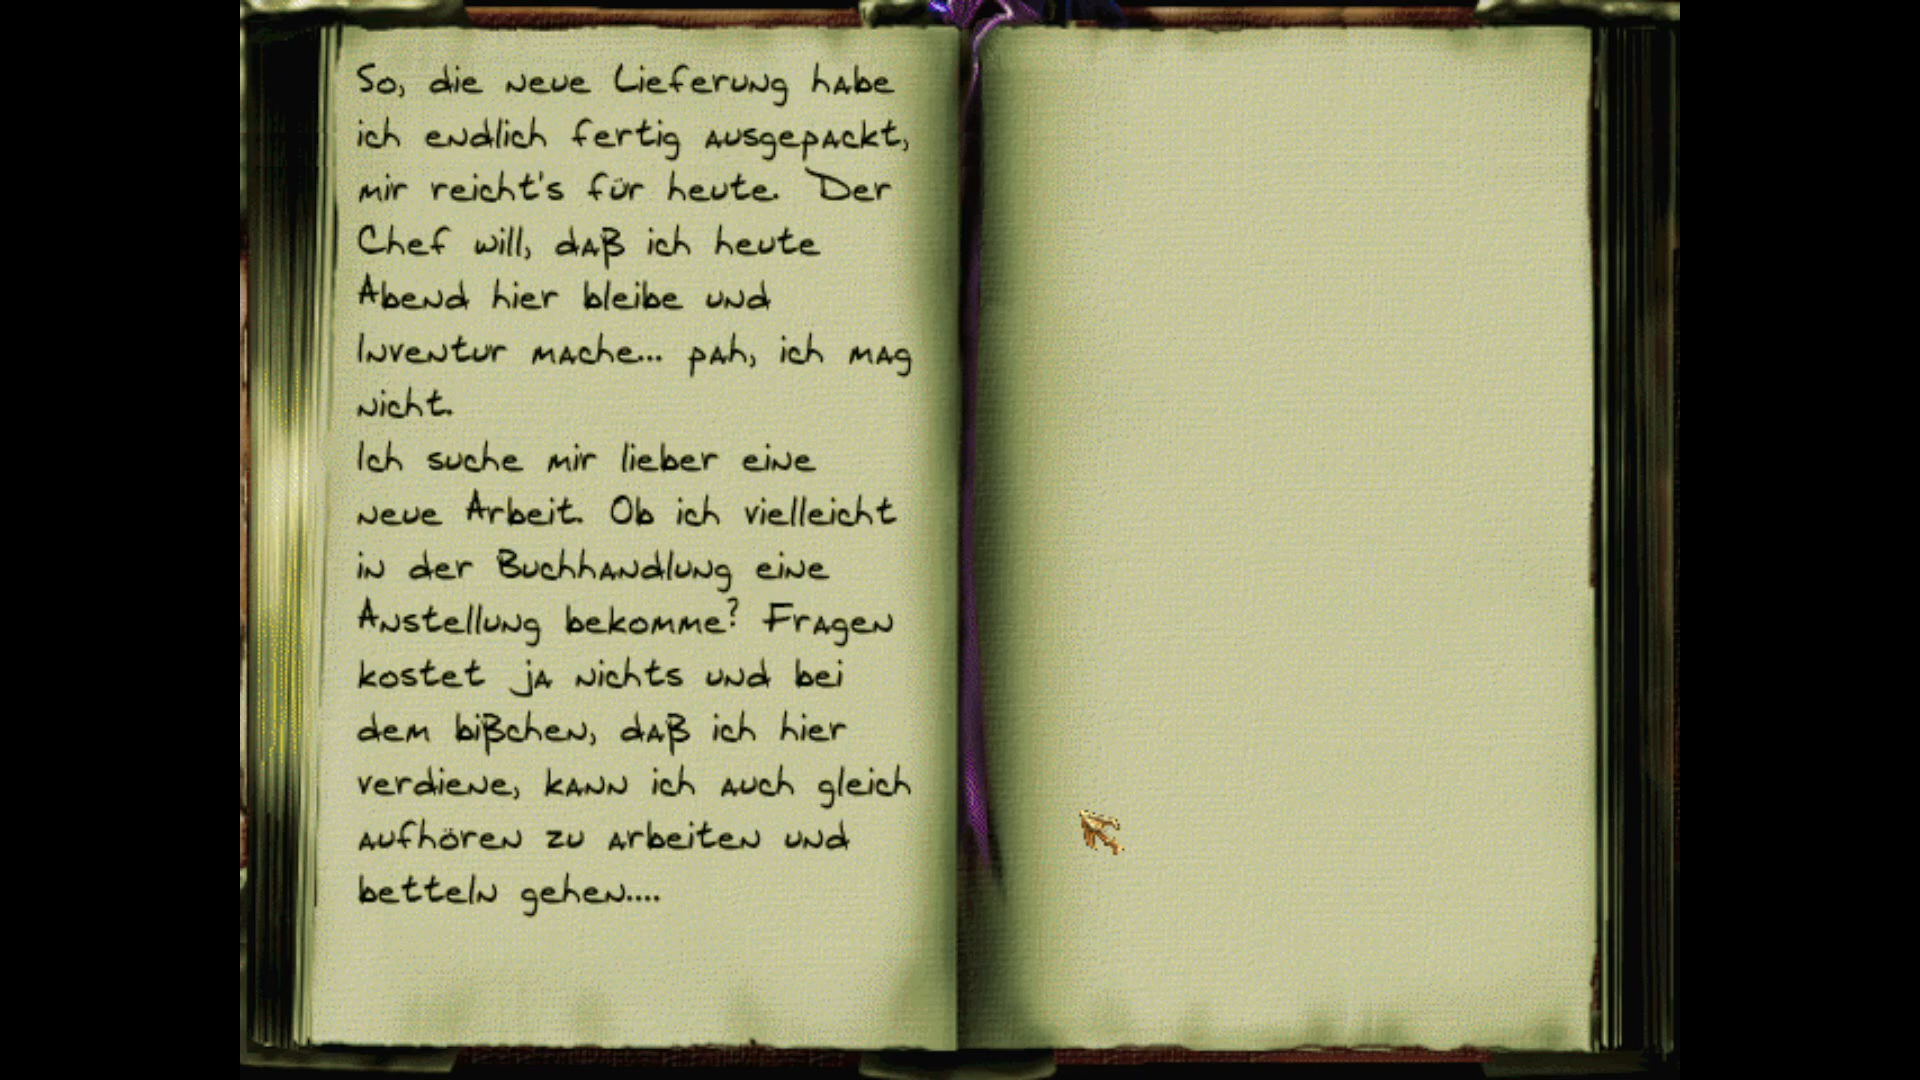 So, die neue Lieferung habe
ich endlich fertig ausgepackt,
mir reicht's für heute. Der
Chef will, daß ich heute
Abend hier bleibe und
Inventur mache... pah, ich mag
nicht.
Ich suche mir lieber eine
neue Arbeit. Ob ich vielleicht
in der Buchhandlung eine
Anstellung bekomme? Fragen
kostet ja nichts und bei
dem bißchen, daß ich hier
verdiene, kann ich auch gleich
aufhören zu arbeiten und
betteln gehen....